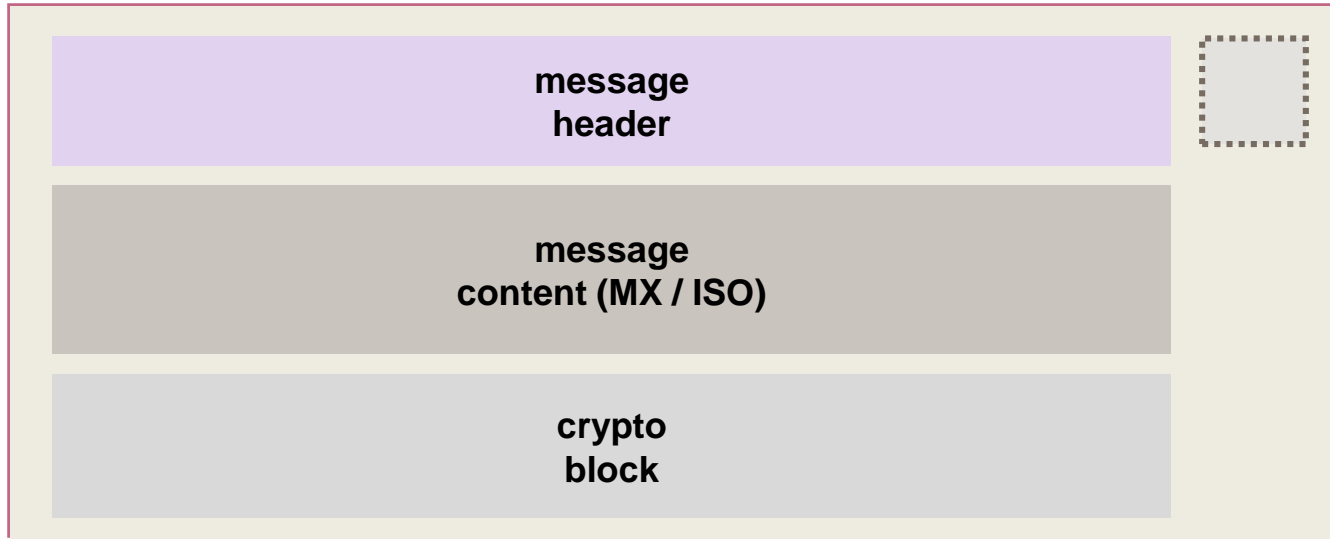 message
header
message
content (MX / ISO)
crypto
block